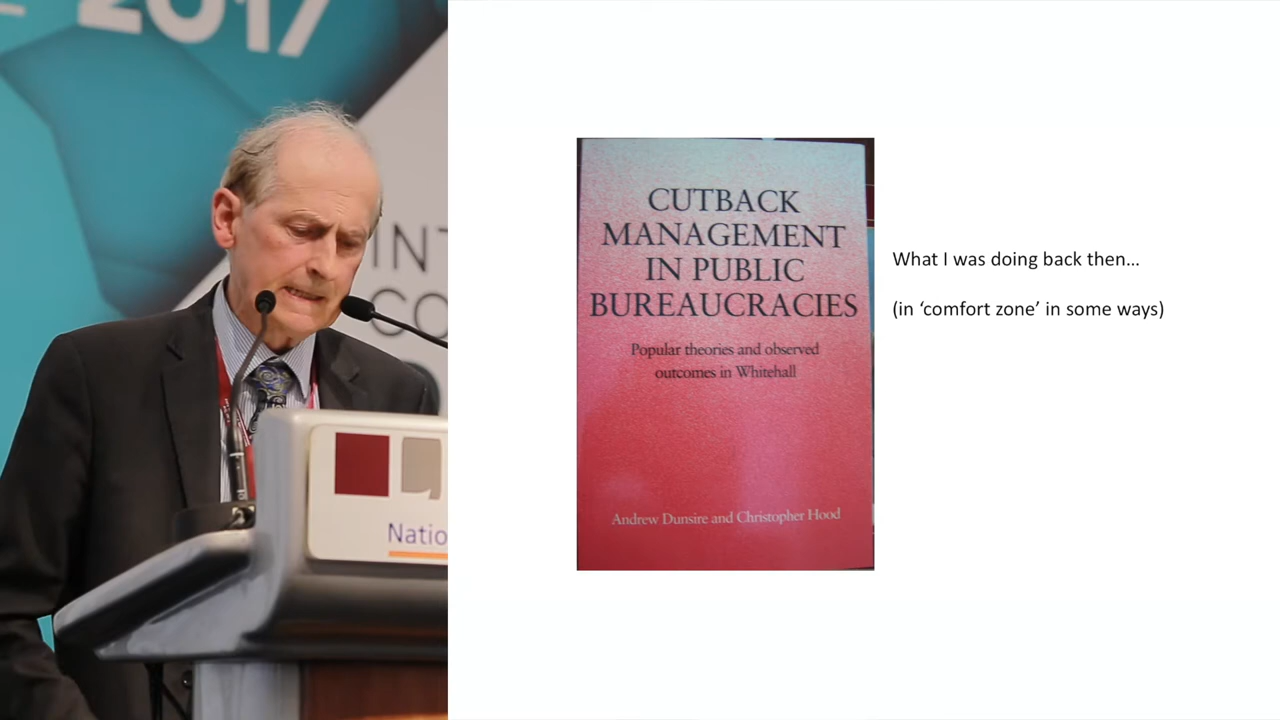 2017
What I was doing back then…
(in ‘comfort zone’ in some ways)
CUTBACK
MANAGEMENT
IN PUBLIC
BUREAUCRACIES
Popular theories and observed
outcomes in Whitehall
Andrew Dunsire and Christopher Hood
INT
CO
Natio